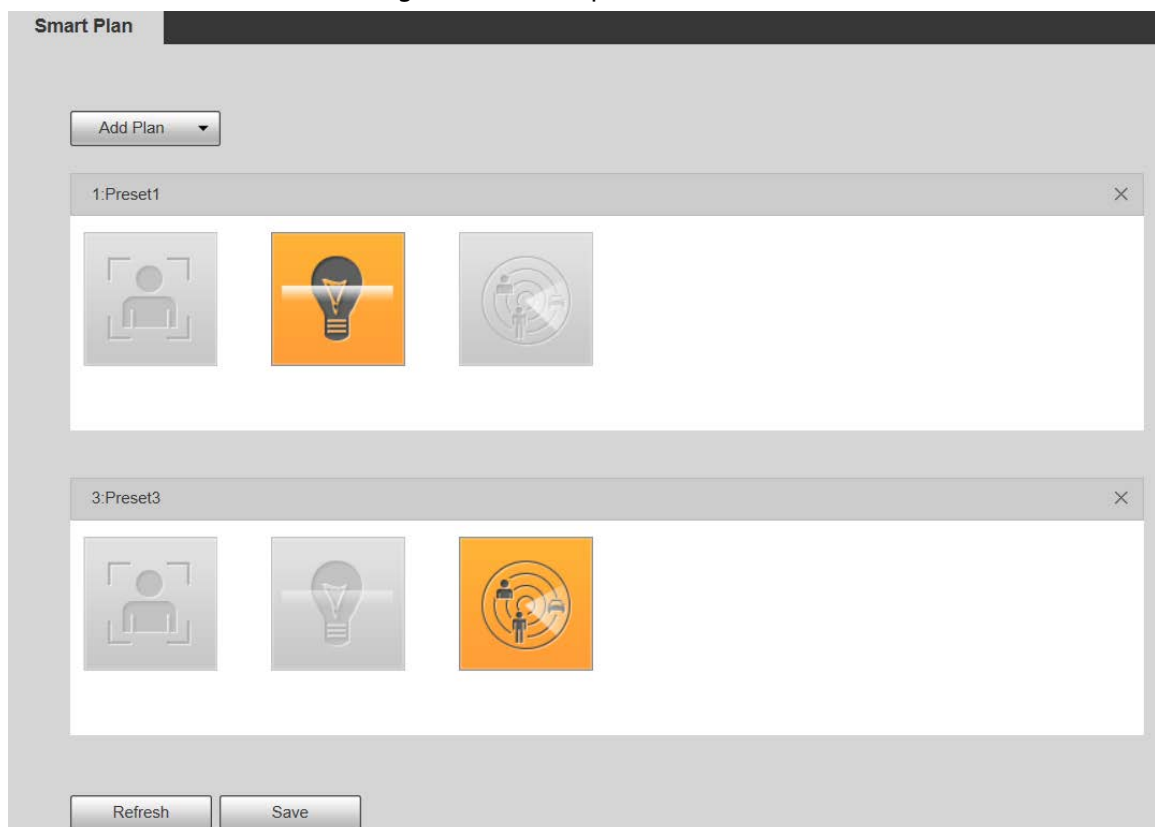 Smart Plan
Add Plan
1:Preset1
3:Preset3
Refresh Save